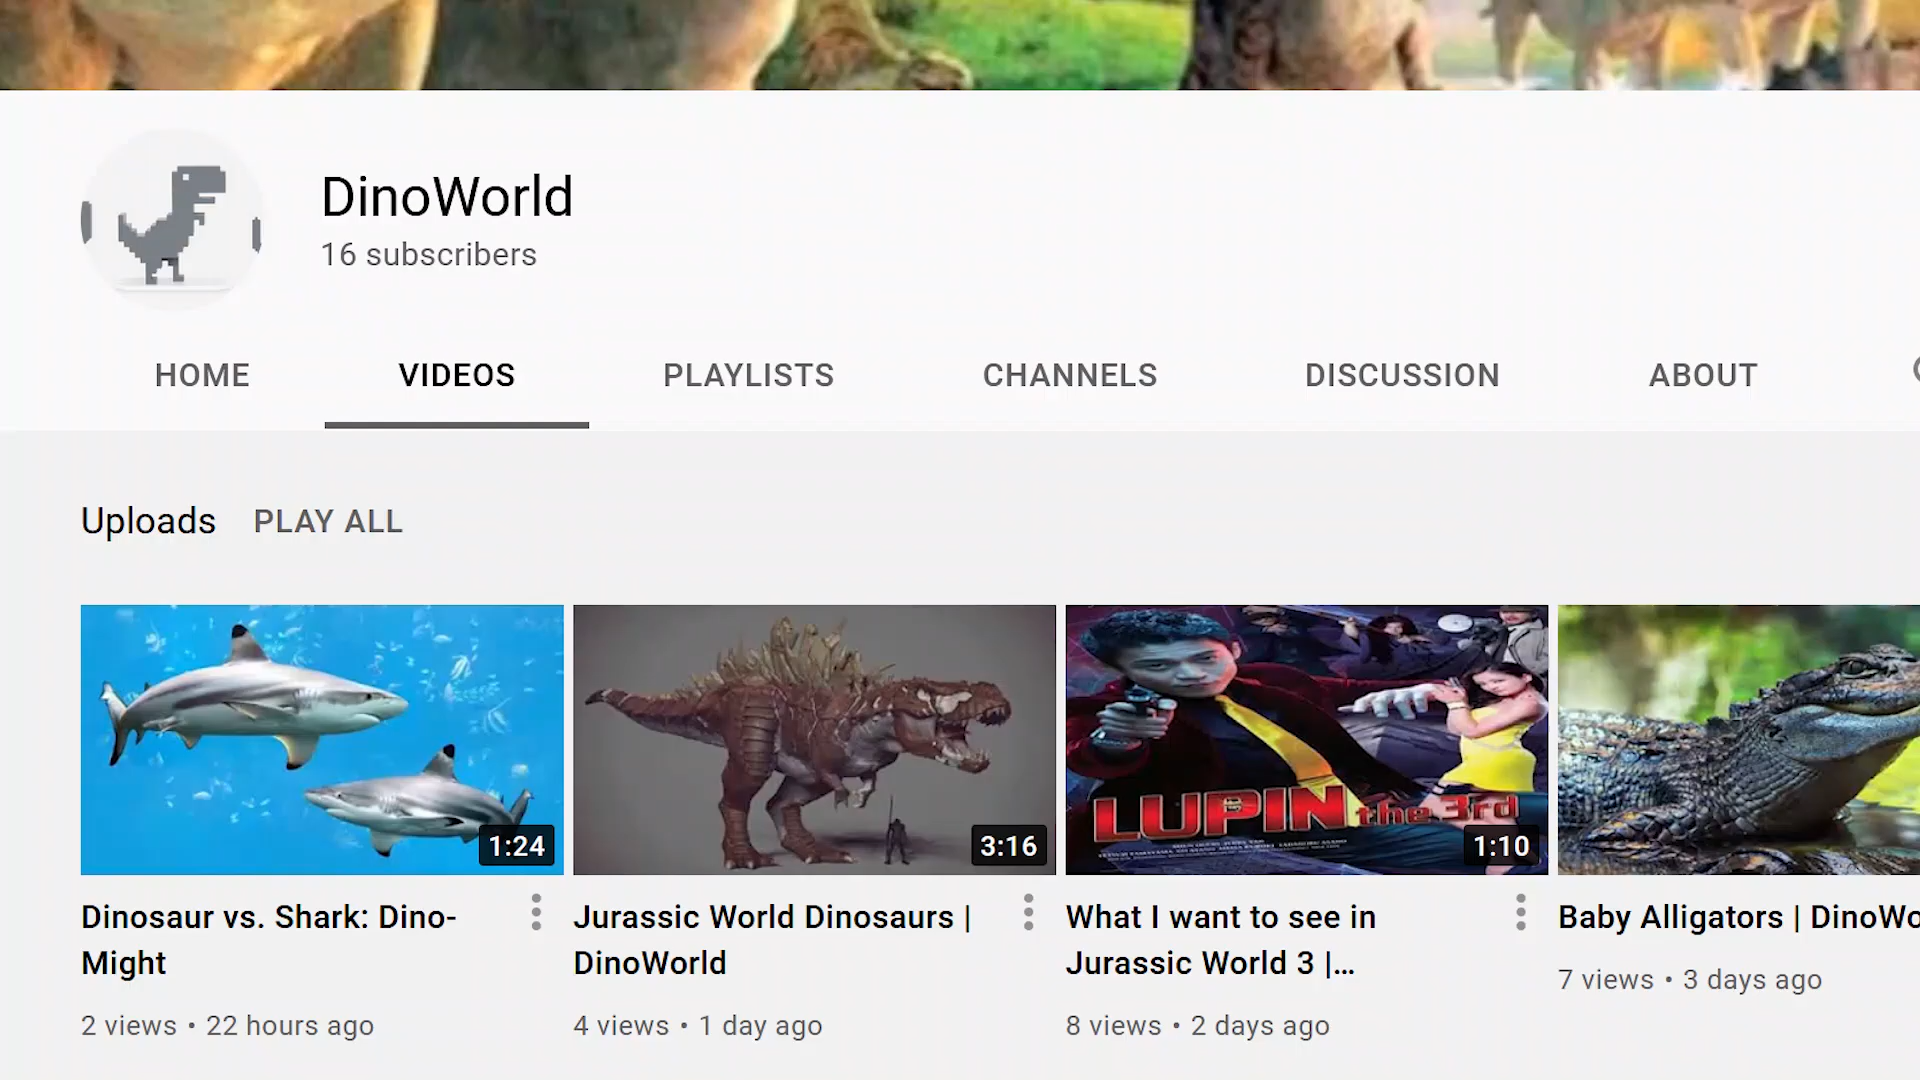 DinoWorld
16 subscribers
HOME VIDEOS PLAYLISTS CHANNELS DISCUSSION ABOUT
Uploads PLAY ALL
LUPIN the 3rd
1:24
3:16
1:10
Dinosaur vs. Shark: Dino-
Might
2 views • 22 hours ago
Jurassic World Dinosaurs |
DinoWorld
4 views • 1 day ago
What I want to see in
Jurassic World 3 |...
8 views • 2 days ago
Baby Alligators | DinoWo
7 views • 3 days ago